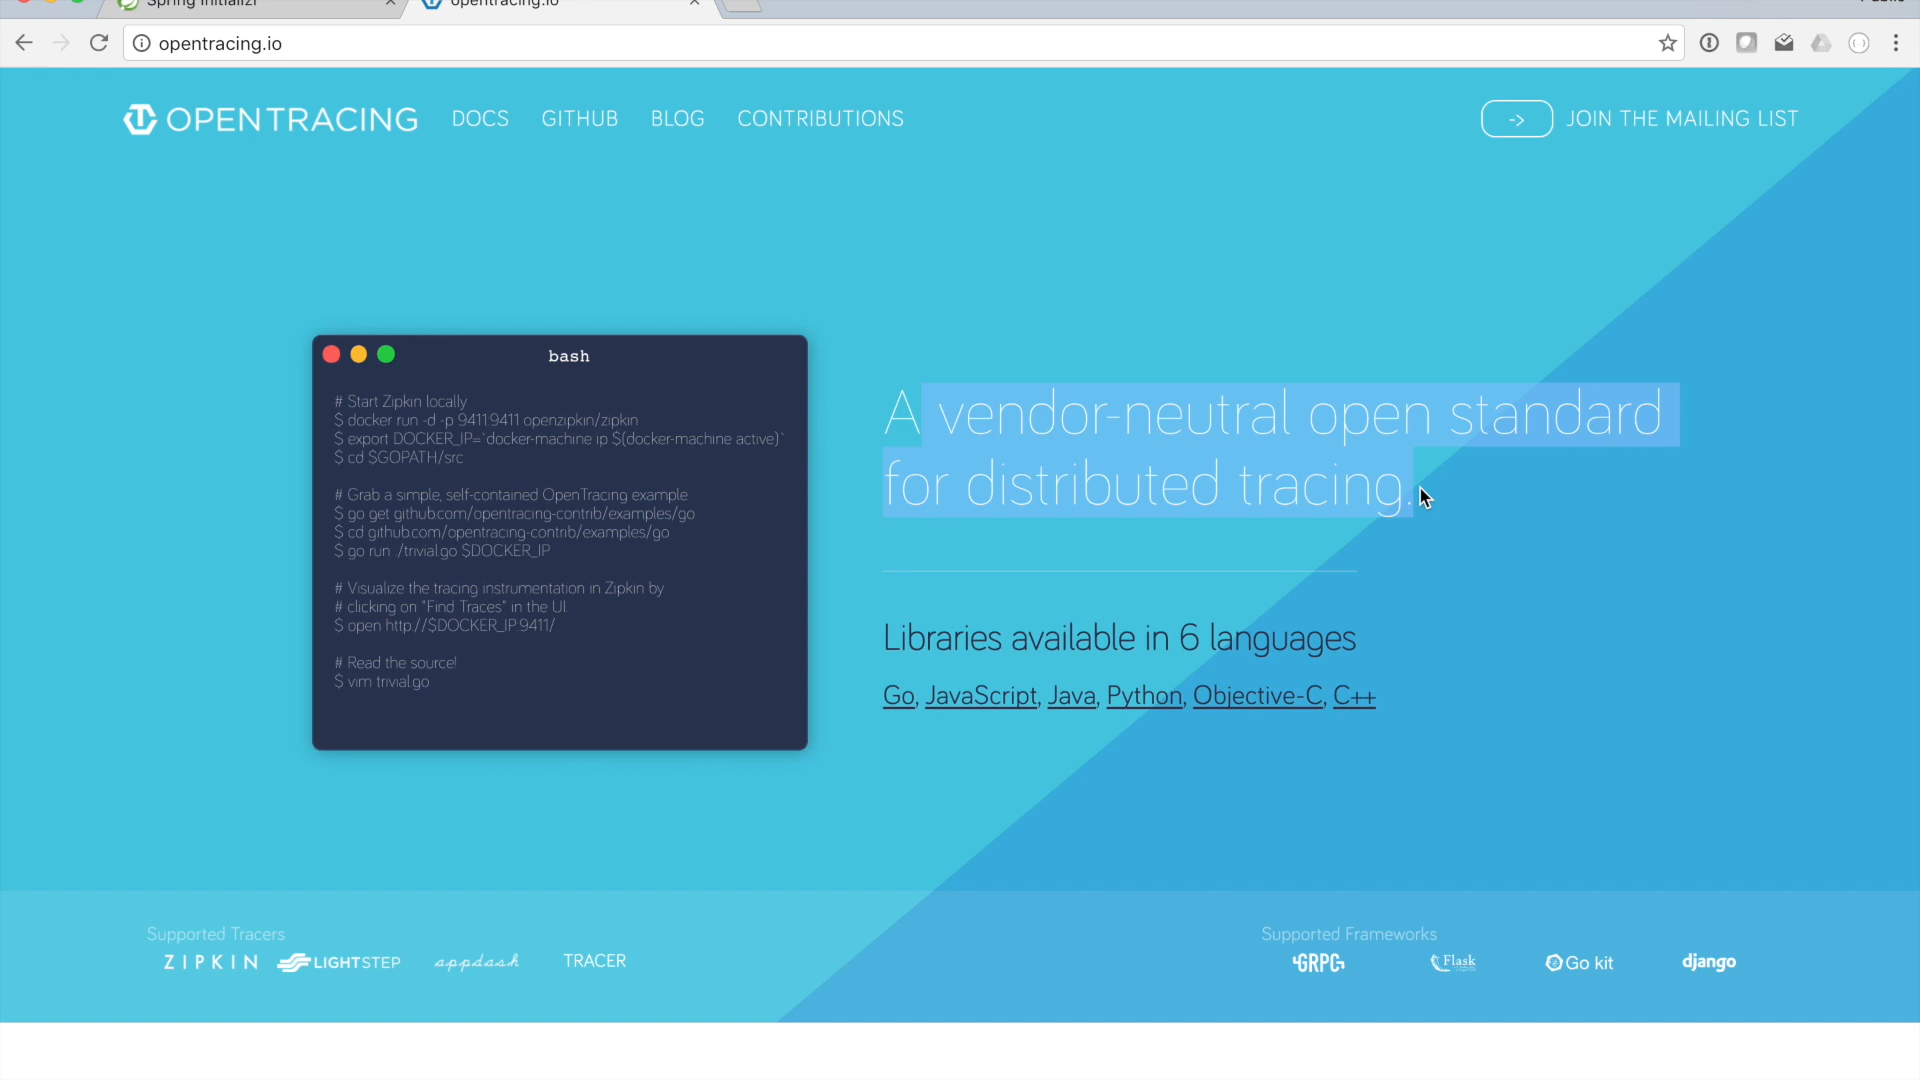 opentracing.io
opentracing.io
OPENTRACING DOCS GITHUB BLOG CONTRIBUTIONS
-> JOIN THE MAILING LIST
bash
# Start Zipkin locally
$ docker run -d -p 9411:9411 openzipkin/zipkin
$ export DOCKER_IP=`docker-machine ip $(docker-machine active)`
$ cd $GOPATH/src
# Grab a simple, self-contained OpenTracing example
$ go get github.com/opentracing-contrib/examples/go
$ cd github.com/opentracing-contrib/examples/go
$ go run ./trivial.go $DOCKER_IP
# Visualize the tracing instrumentation in Zipkin by
# clicking on "Find Traces" in the UI.
$ open http://$DOCKER_IP:9411/
# Read the source!
$ vim trivial.go
A vendor-neutral open standard
for distributed tracing.
Libraries available in 6 languages
Go, JavaScript, Java, Python, Objective-C, C++
Supported Tracers
ZIPKIN LIGHTSTEP appdash TRACER
Supported Frameworks
GRPC Flask Go kit django